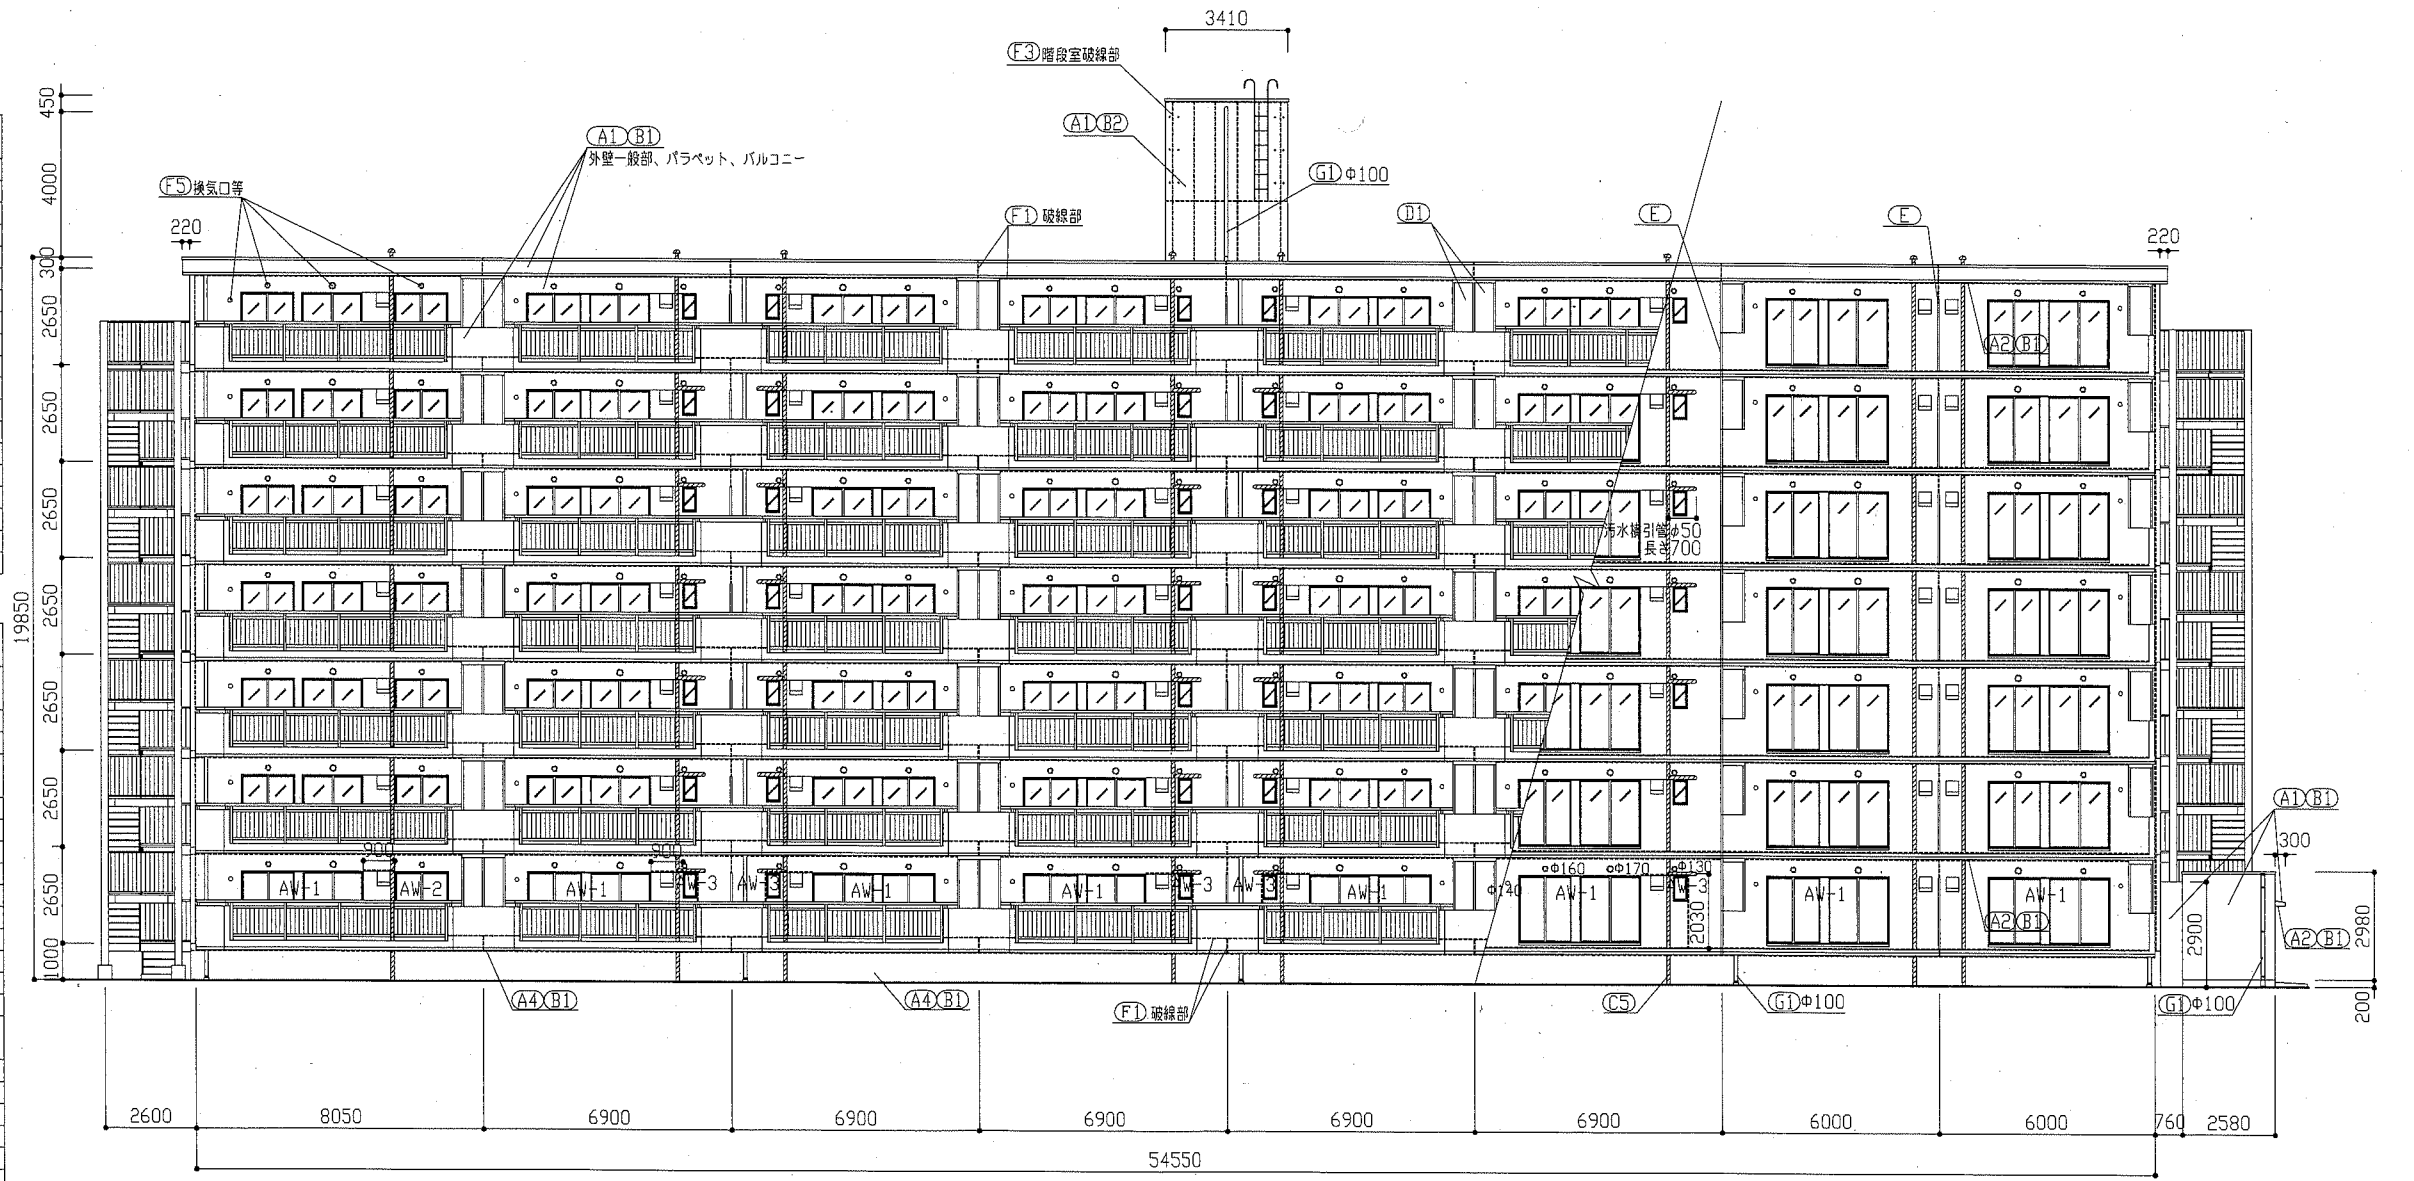 3410
F3 階段室破線部
450
A1 B1
外壁一般部、パラペット、バルコニー
A1 B2
G1 Φ100
4000
F5 換気口等
F1 破線部
D1
E
E
220
220
300
2650
A2 B1
2650
2650
汚水横引管φ50
長さ700
19850
2650
2650
2650
A1 B1
900
900
300
2650
AW-1
AW-2
AW-1
AW-3
AW-3
AW-1
AW-1
AW-3
AW-3
AW-1
Φ140
Φ160
Φ170
Φ130
AW-1
AW-3
AW-1
AW-1
2030
A2 B1
2900
A2 B1
2980
1000
A4 B1
A4 B1
F1 破線部
C5
G1 Φ100
G1 Φ100
200
2600
8050
6900
6900
6900
6900
6900
6000
6000
760
2580
54550